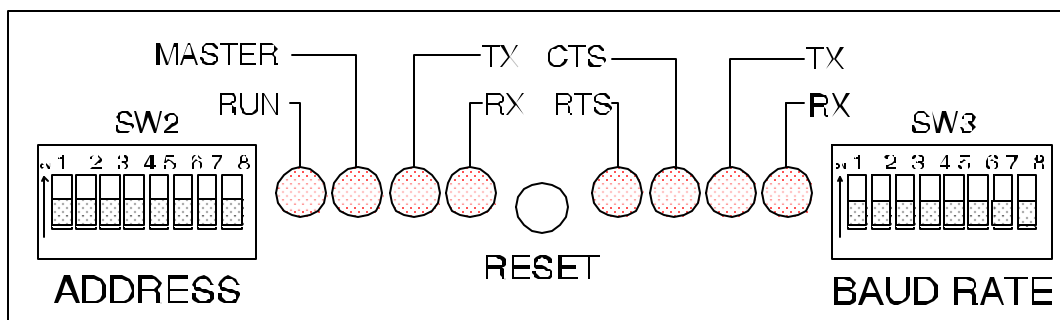 MASTER TX CTS TX
RUN RX RTS RX
SW2 SW3
1 2 3 4 5 6 7 8 1 2 3 4 5 6 7 8
RESET
ADDRESS BAUD RATE